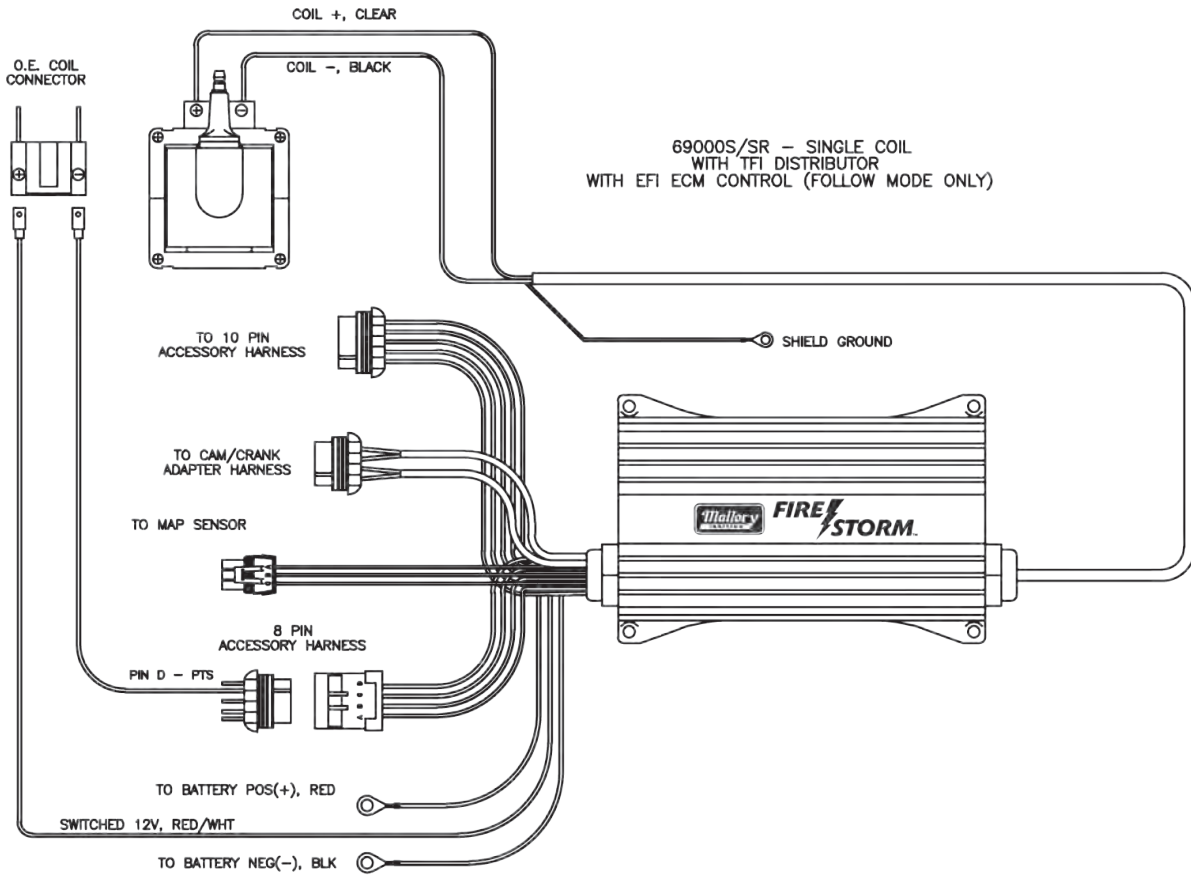 COIL +, CLEAR
COIL -, BLACK
O.E. COIL
CONNECTOR
69000S/SR - SINGLE COIL
WITH TFI DISTRIBUTOR
WITH EFI ECM CONTROL (FOLLOW MODE ONLY)
TO 10 PIN
ACCESSORY HARNESS
SHIELD GROUND
TO CAM/CRANK
ADAPTER HARNESS
TO MAP SENSOR
Mallory
IGNITION
FIRE
STORM™
8 PIN
ACCESSORY HARNESS
PIN D - PTS
TO BATTERY POS(+), RED
SWITCHED 12V, RED/WHT
TO BATTERY NEG(-), BLK